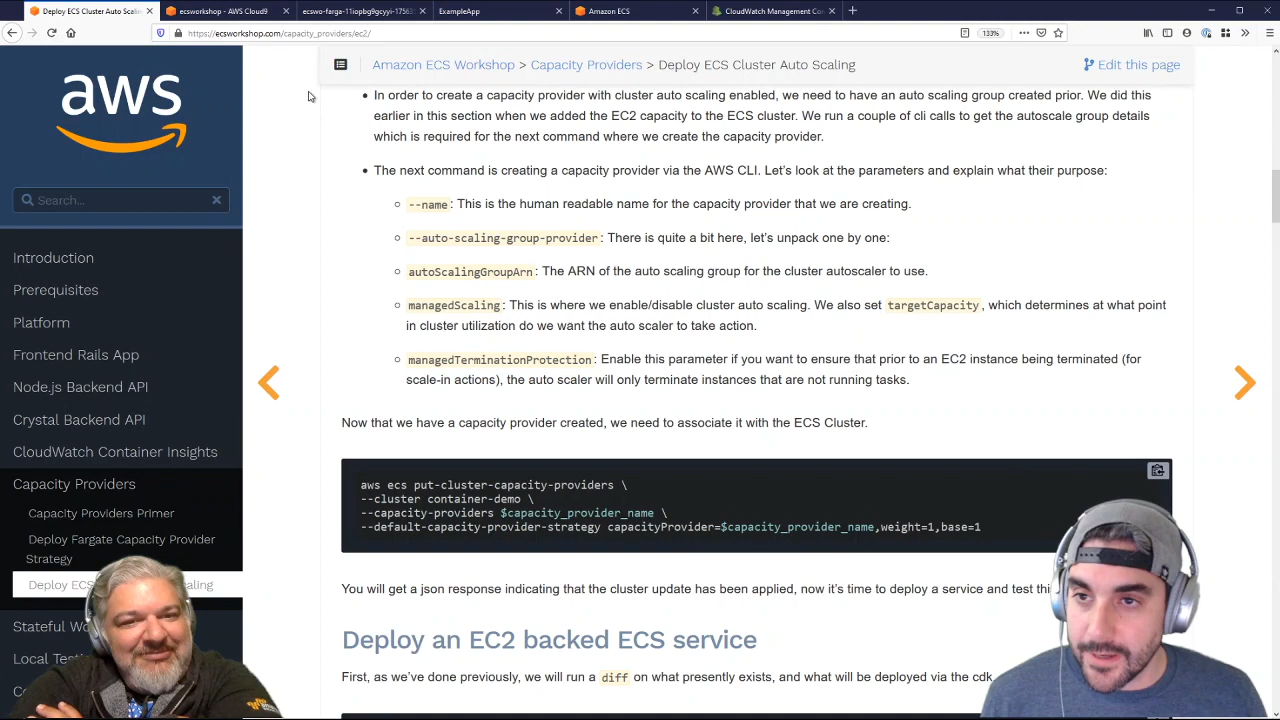 Deploy ECS Cluster Auto Scalin
ecsworkshop - AWS Cloud9
ExampleApp
Amazon ECS
CloudWatch Management Con
https://ecsworkshop.com/capacity_providers/ec2/
133%
aws
Search...
Introduction
Prerequisites
Platform
Frontend Rails App
Node.js Backend API
Crystal Backend API
CloudWatch Container Insights
Capacity Providers
Capacity Providers Primer
Deploy Fargate Capacity Provider
Strategy
Deploy EC
Stateful Wo
Local Testi
Amazon ECS Workshop > Capacity Providers > Deploy ECS Cluster Auto Scaling
Edit this page
In order to create a capacity provider with cluster auto scaling enabled, we need to have an auto scaling group created prior. We did this
earlier in this section when we added the EC2 capacity to the ECS cluster. We run a couple of cli calls to get the autoscale group details
which is required for the next command where we create the capacity provider.
The next command is creating a capacity provider via the AWS CLI. Let's look at the parameters and explain what their purpose:
--name: This is the human readable name for the capacity provider that we are creating.
--auto-scaling-group-provider: There is quite a bit here, let's unpack one by one:
autoScalingGroupArn: The ARN of the auto scaling group for the cluster autoscaler to use.
managedScaling: This is where we enable/disable cluster auto scaling. We also set targetCapacity, which determines at what point
in cluster utilization do we want the auto scaler to take action.
managedTerminationProtection: Enable this parameter if you want to ensure that prior to an EC2 instance being terminated (for
scale-in actions), the auto scaler will only terminate instances that are not running tasks.
Now that we have a capacity provider created, we need to associate it with the ECS Cluster.
aws ecs put-cluster-capacity-providers \
--cluster container-demo \
--capacity-providers $capacity_provider_name \
--default-capacity-provider-strategy capacityProvider=$capacity_provider_name,weight=1,base=1
You will get a json response indicating that the cluster update has been applied, now it's time to deploy a service and test thi
Deploy an EC2 backed ECS service
First, as we've done previously, we will run a diff on what presently exists, and what will be deployed via the cdk.